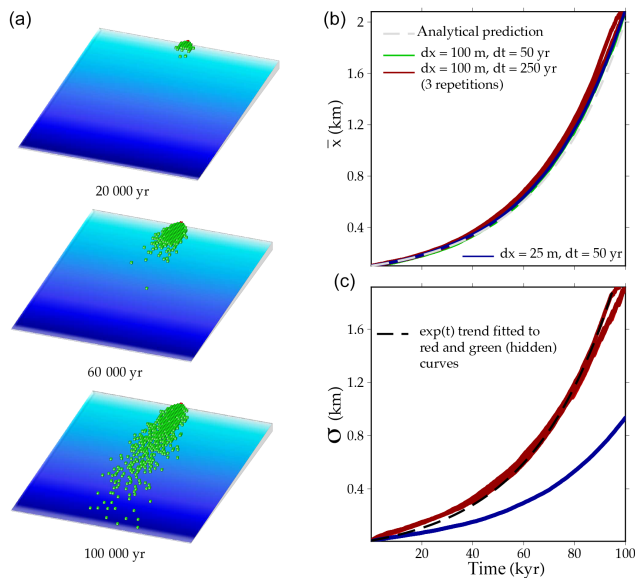 (a)
20 000 yr
60 000 yr
100 000 yr
(b)
2
1.6
1.2
0.8
0.4
x̄ (km)
Analytical prediction
dx = 100 m, dt = 50 yr
dx = 100 m, dt = 250 yr
(3 repetitions)
dx = 25 m, dt = 50 yr
(c)
1.6
1.2
0.8
0.4
σ (km)
exp(t) trend fitted to
red and green (hidden)
curves
20 40 60 80 100
Time (kyr)